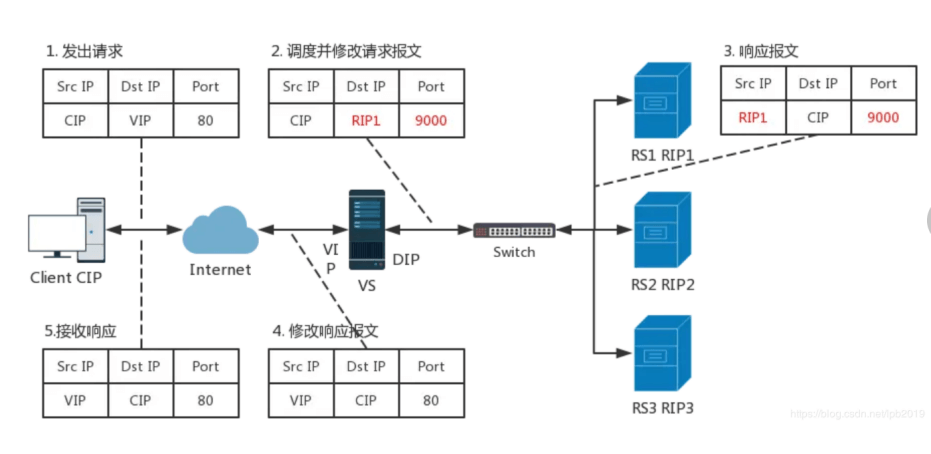 1. 发出请求
Src IP Dst IP Port
CIP VIP 80
2. 调度并修改请求报文
Src IP Dst IP Port
CIP RIP1 9000
3. 响应报文
Src IP Dst IP Port
RIP1 CIP 9000
RS1 RIP1
Client CIP
Internet
VI
P
VS
DIP
Switch
RS2 RIP2
5.接收响应
Src IP Dst IP Port
VIP CIP 80
4. 修改响应报文
Src IP Dst IP Port
VIP CIP 80
RS3 RIP3
https://blog.csdn.net/lpb2019